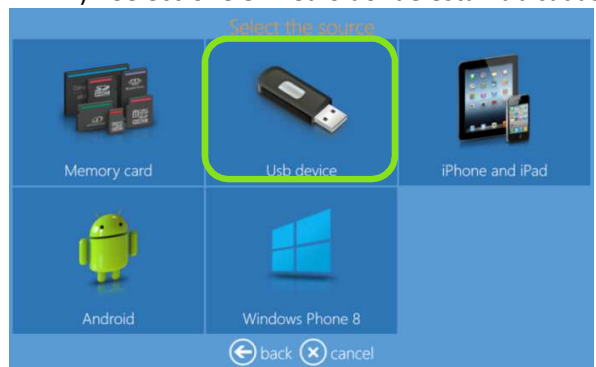 Select the source
Memory card
Usb device
iPhone and iPad
Android
Windows Phone 8
back cancel